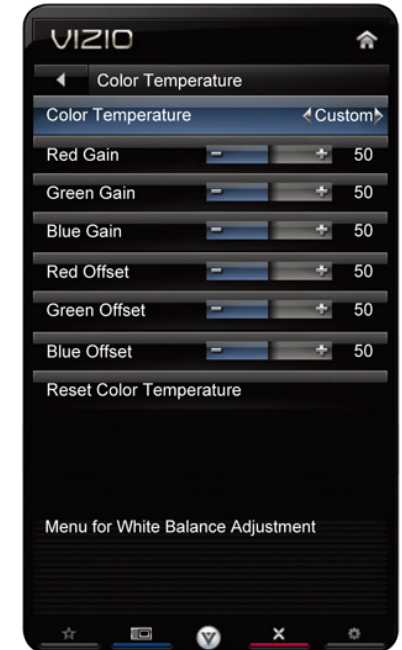 VIZIO
Color Temperature
Color Temperature Custom
Red Gain - + 50
Green Gain - + 50
Blue Gain - + 50
Red Offset - + 50
Green Offset - + 50
Blue Offset - + 50
Reset Color Temperature
Menu for White Balance Adjustment
V